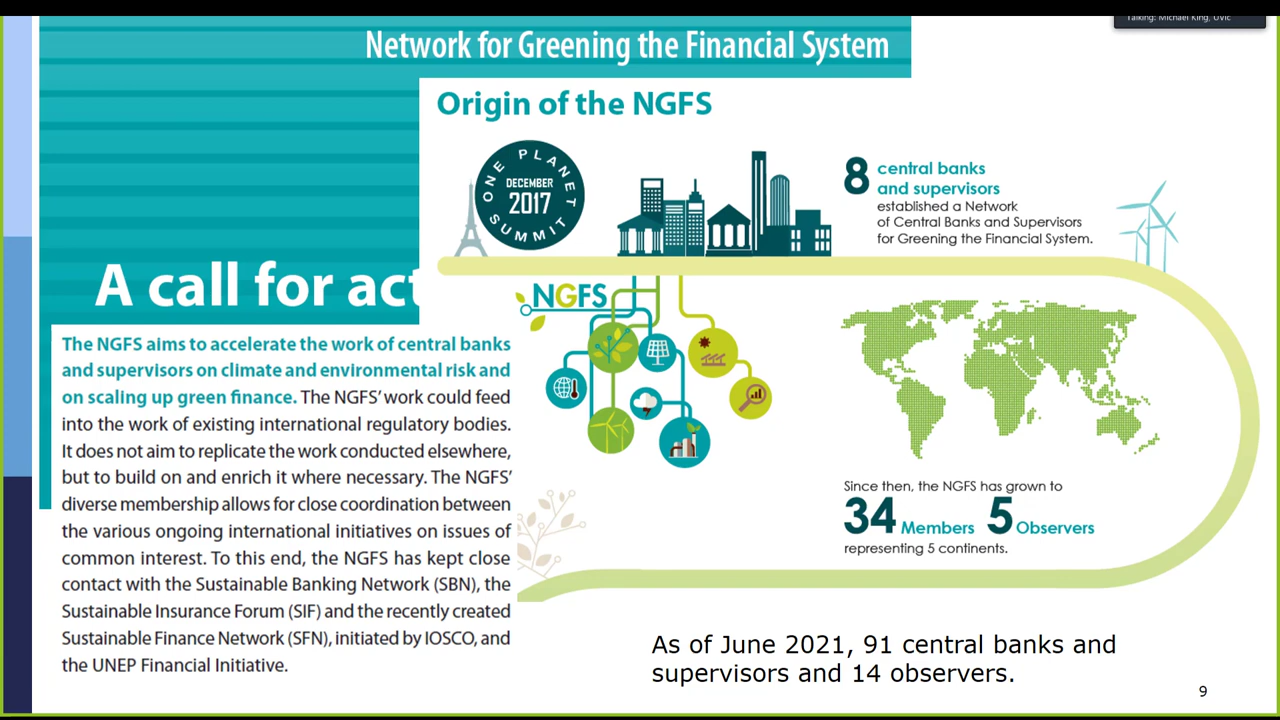 Talking: Michael King, UVic
Network for Greening the Financial System
Origin of the NGFS
ONE PLANET SUMMIT
DECEMBER
2017
8 central banks
and supervisors
established a Network
of Central Banks and Supervisors
for Greening the Financial System.
A call for act
NGFS
The NGFS aims to accelerate the work of central banks
and supervisors on climate and environmental risk and
on scaling up green finance. The NGFS' work could feed
into the work of existing international regulatory bodies.
It does not aim to replicate the work conducted elsewhere,
but to build on and enrich it where necessary. The NGFS'
diverse membership allows for close coordination between
the various ongoing international initiatives on issues of
common interest. To this end, the NGFS has kept close
contact with the Sustainable Banking Network (SBN), the
Sustainable Insurance Forum (SIF) and the recently created
Sustainable Finance Network (SFN), initiated by IOSCO, and
the UNEP Financial Initiative.
Since then, the NGFS has grown to
34 Members 5 Observers
representing 5 continents.
As of June 2021, 91 central banks and
supervisors and 14 observers.
9